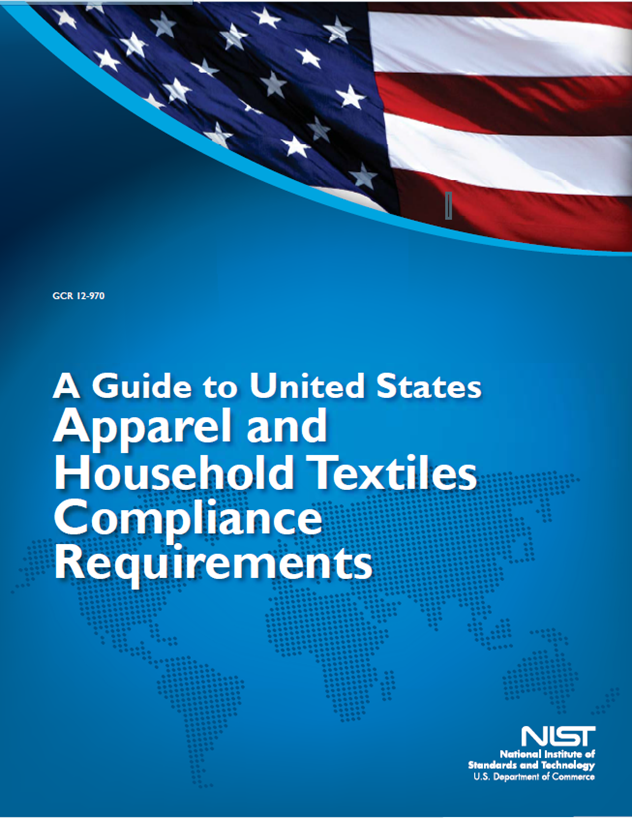 GCR 12-970
A Guide to United States
Apparel and
Household Textiles
Compliance
Requirements
NIST
National Institute of
Standards and Technology
U.S. Department of Commerce